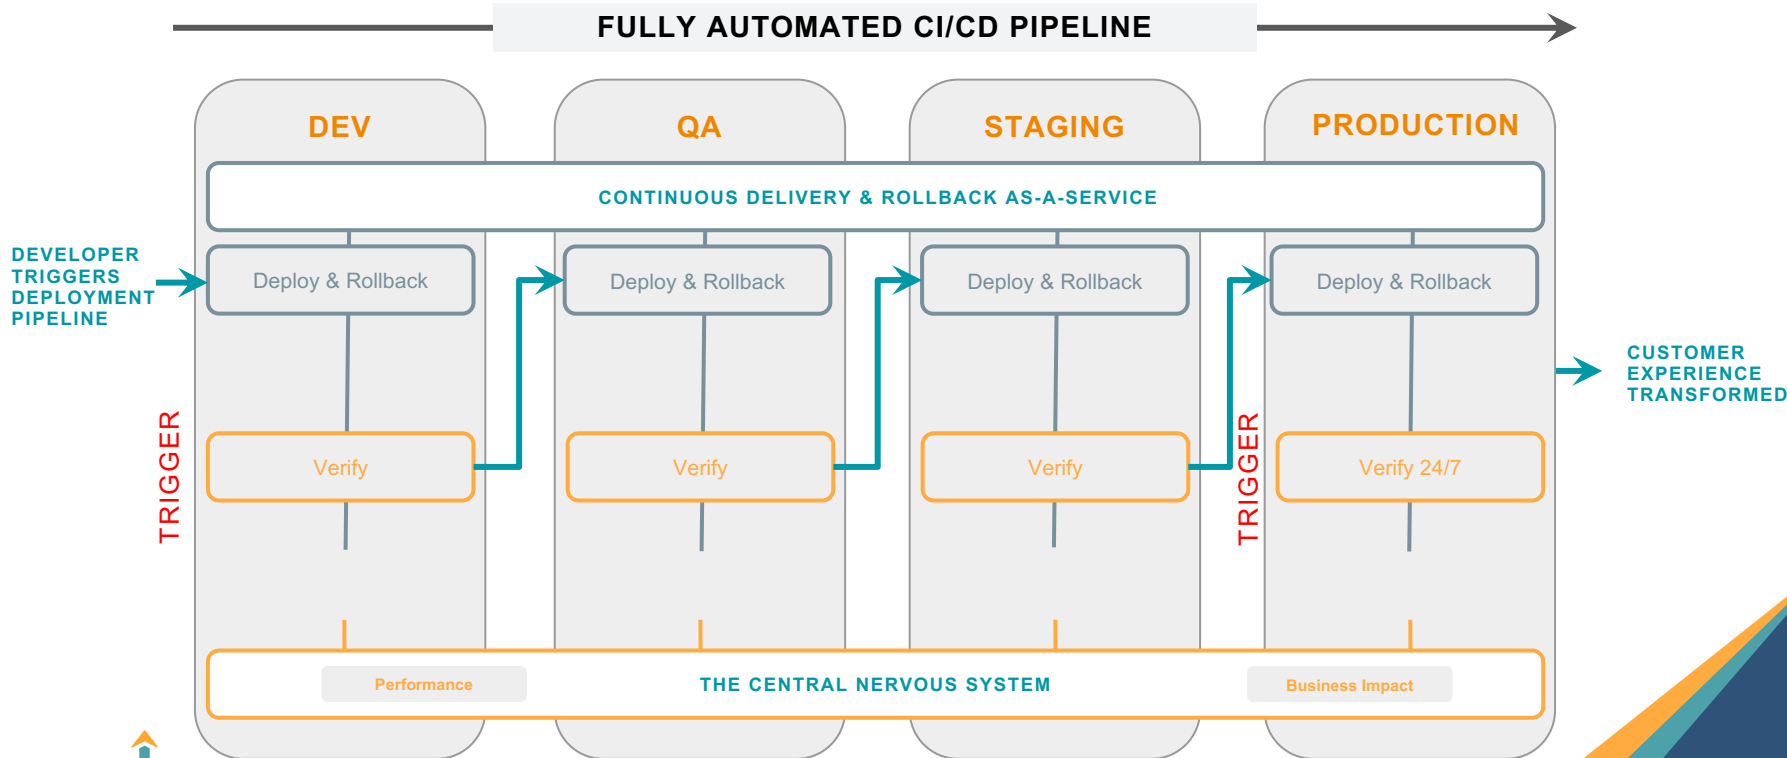 FULLY AUTOMATED CI/CD PIPELINE
DEV
QA
STAGING
PRODUCTION
CONTINUOUS DELIVERY & ROLLBACK AS-A-SERVICE
DEVELOPER
TRIGGERS
DEPLOYMENT
PIPELINE
Deploy & Rollback
Deploy & Rollback
Deploy & Rollback
Deploy & Rollback
CUSTOMER
EXPERIENCE
TRANSFORMED
TRIGGER
Verify
Verify
Verify
TRIGGER
Verify 24/7
Performance
THE CENTRAL NERVOUS SYSTEM
Business Impact